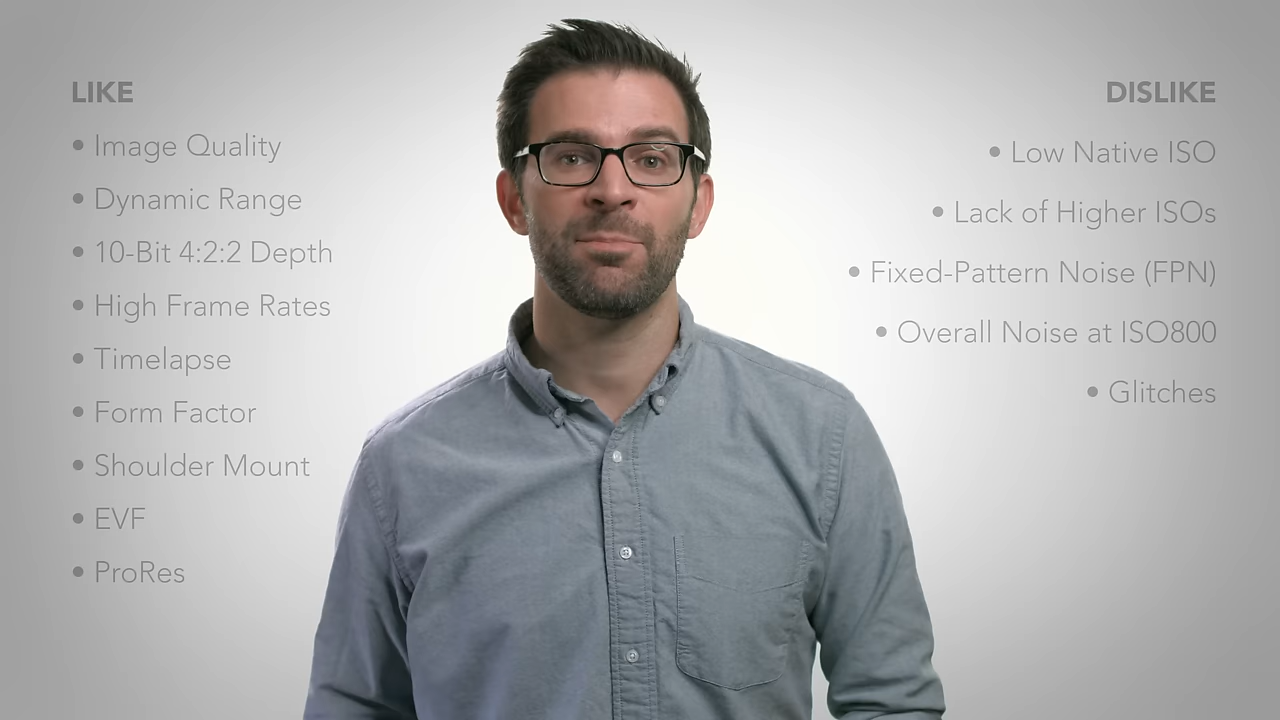 LIKE
• Image Quality
• Dynamic Range
• 10-Bit 4:2:2 Depth
• High Frame Rates
• Timelapse
• Form Factor
• Shoulder Mount
• EVF
• ProRes
DISLIKE
• Low Native ISO
• Lack of Higher ISOs
• Fixed-Pattern Noise (FPN)
• Overall Noise at ISO800
• Glitches